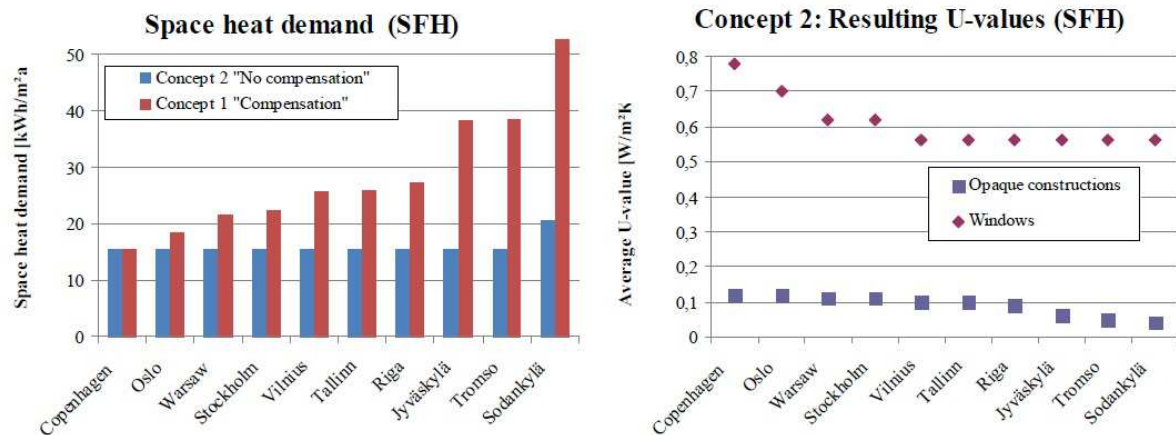 Space heat demand (SFH)
Space heat demand [kWh/m²a
50
40
30
20
10
0
Concept 2 "No compensation"
Concept 1 "Compensation"
Copenhagen
Oslo
Warsaw
Stockholm
Vilnius
Tallinn
Riga
Jyväskylä
Tromso
Sodankylä
Concept 2: Resulting U-values (SFH)
Average U-value [W/m²K]
0,8
0,7
0,6
0,5
0,4
0,3
0,2
0,1
0
Opaque constructions
Windows
Copenhagen
Oslo
Warsaw
Stockholm
Vilnius
Tallinn
Riga
Jyväskylä
Tromso
Sodankylä